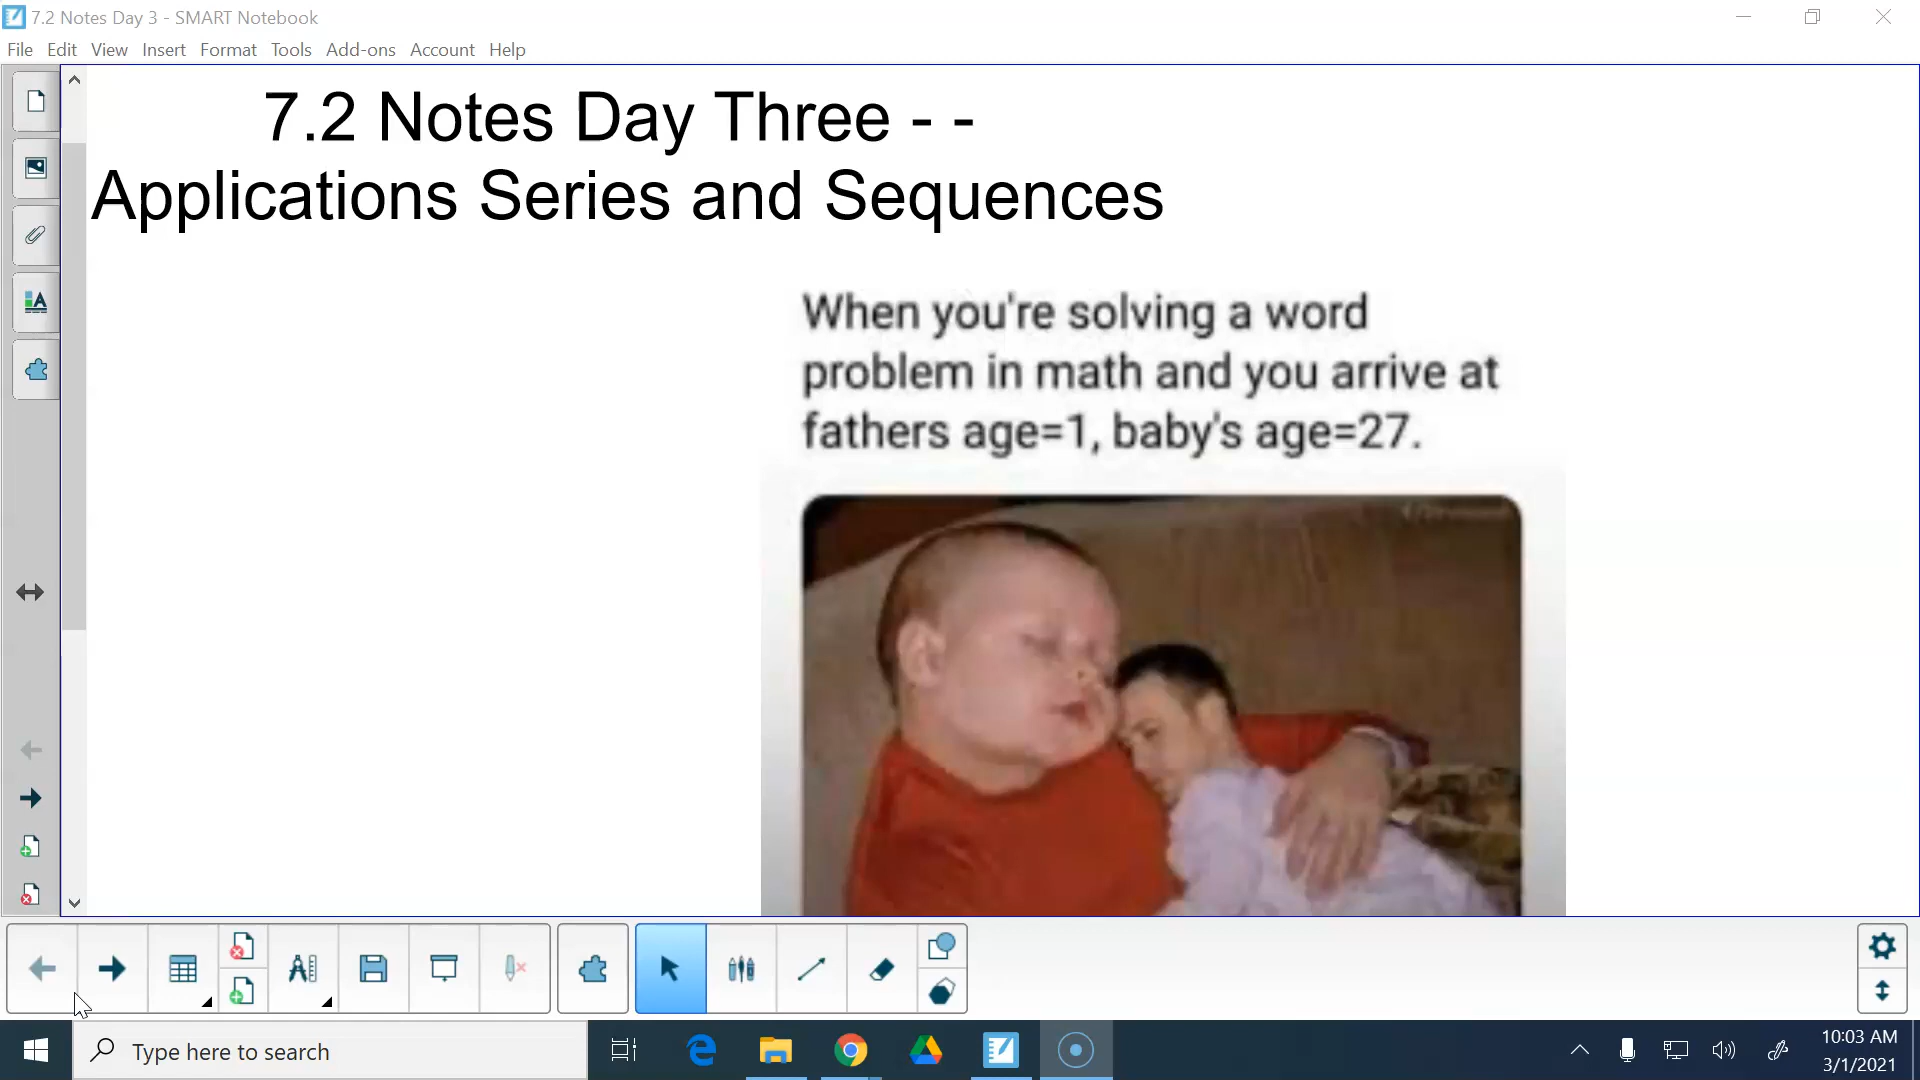 7.2 Notes Day 3 - SMART Notebook
File Edit View Insert Format Tools Add-ons Account Help
7.2 Notes Day Three - -
Applications Series and Sequences
When you're solving a word
problem in math and you arrive at
fathers age=1, baby's age=27.
Type here to search
10:03 AM
3/1/2021